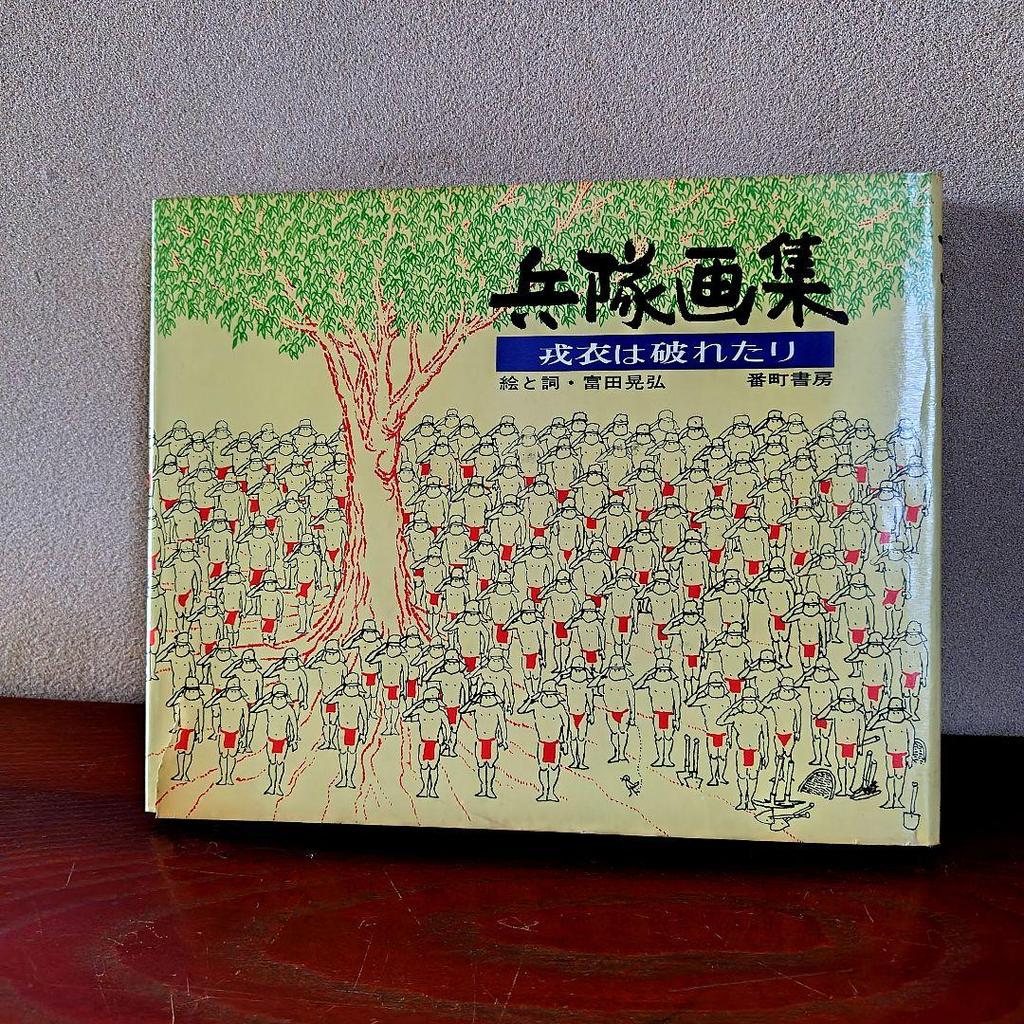 兵隊画集
戎衣は破れたり
絵と詞・富田晃弘 番町書房